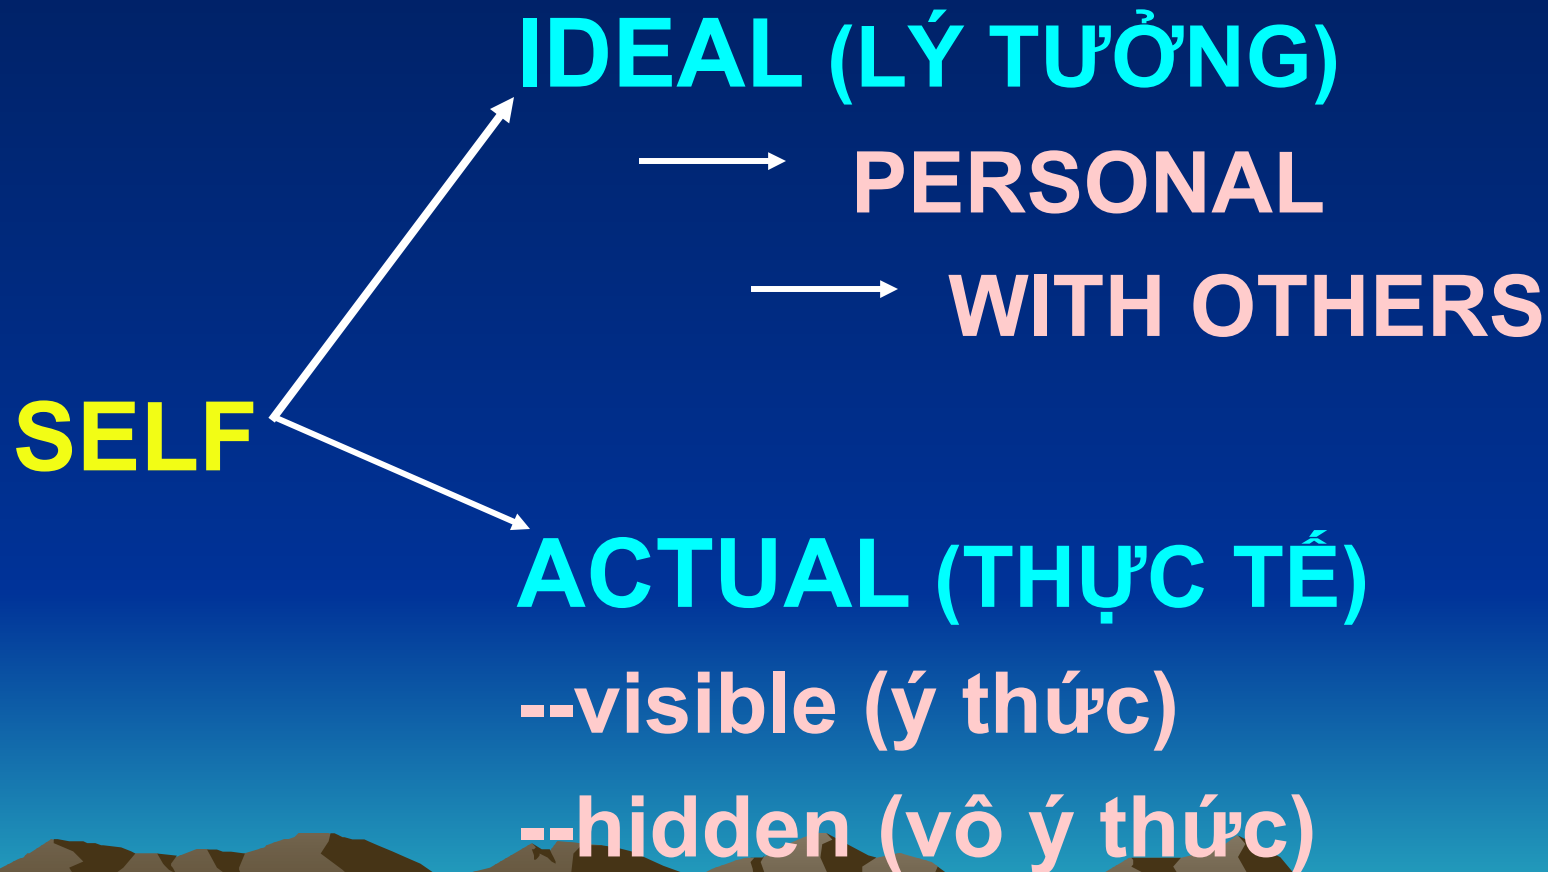 IDEAL (LÝ TƯỞNG)
PERSONAL
WITH OTHERS
SELF
ACTUAL (THỰC TẾ)
--visible (ý thức)
--hidden (vô ý thức)